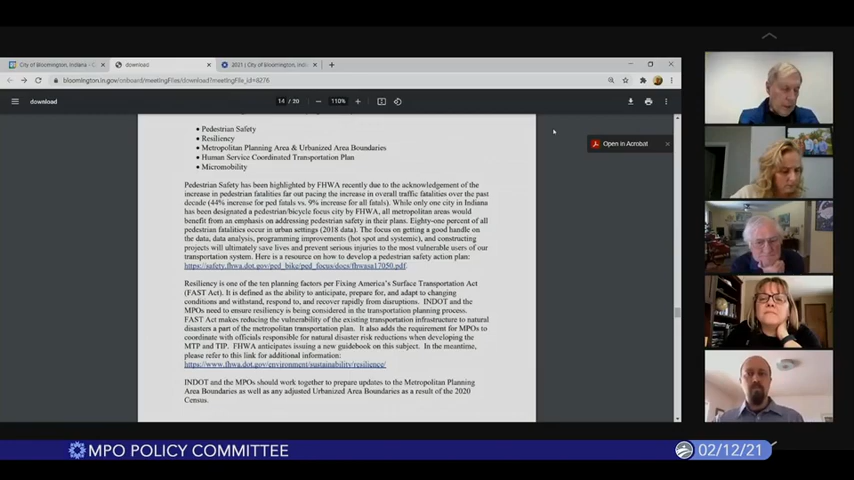 City of Bloomington, Indiana - C
download
2021 | City of Bloomington, Indi
bloomington.in.gov/onboard/meetingFiles/download?meetingFile_id=8276
download
14 / 20
110%
Open in Acrobat
• Pedestrian Safety
• Resiliency
• Metropolitan Planning Area & Urbanized Area Boundaries
• Human Service Coordinated Transportation Plan
• Micromobility
Pedestrian Safety has been highlighted by FHWA recently due to the acknowledgement of the
increase in pedestrian fatalities far out pacing the increase in overall traffic fatalities over the past
decade (44% increase for ped fatals vs. 9% increase for all fatals). While only one city in Indiana
has been designated a pedestrian/bicycle focus city by FHWA, all metropolitan areas would
benefit from an emphasis on addressing pedestrian safety in their plans. Eighty-one percent of all
pedestrian fatalities occur in urban settings (2018 data). The focus on getting a good handle on
the data, data analysis, programming improvements (hot spot and systemic), and constructing
projects will ultimately save lives and prevent serious injuries to the most vulnerable users of our
transportation system. Here is a resource on how to develop a pedestrian safety action plan:
https://safety.fhwa.dot.gov/ped_bike/ped_focus/docs/fhwasa17050.pdf.
Resiliency is one of the ten planning factors per Fixing America's Surface Transportation Act
(FAST Act). It is defined as the ability to anticipate, prepare for, and adapt to changing
conditions and withstand, respond to, and recover rapidly from disruptions. INDOT and the
MPOs need to ensure resiliency is being considered in the transportation planning process.
FAST Act makes reducing the vulnerability of the existing transportation infrastructure to natural
disasters a part of the metropolitan transportation plan. It also adds the requirement for MPOs to
coordinate with officials responsible for natural disaster risk reductions when developing the
MTP and TIP. FHWA anticipates issuing a new guidebook on this subject. In the meantime,
please refer to this link for additional information:
https://www.fhwa.dot.gov/environment/sustainability/resilience/
INDOT and the MPOs should work together to prepare updates to the Metropolitan Planning
Area Boundaries as well as any adjusted Urbanized Area Boundaries as a result of the 2020
Census.
MPO POLICY COMMITTEE
02/12/21